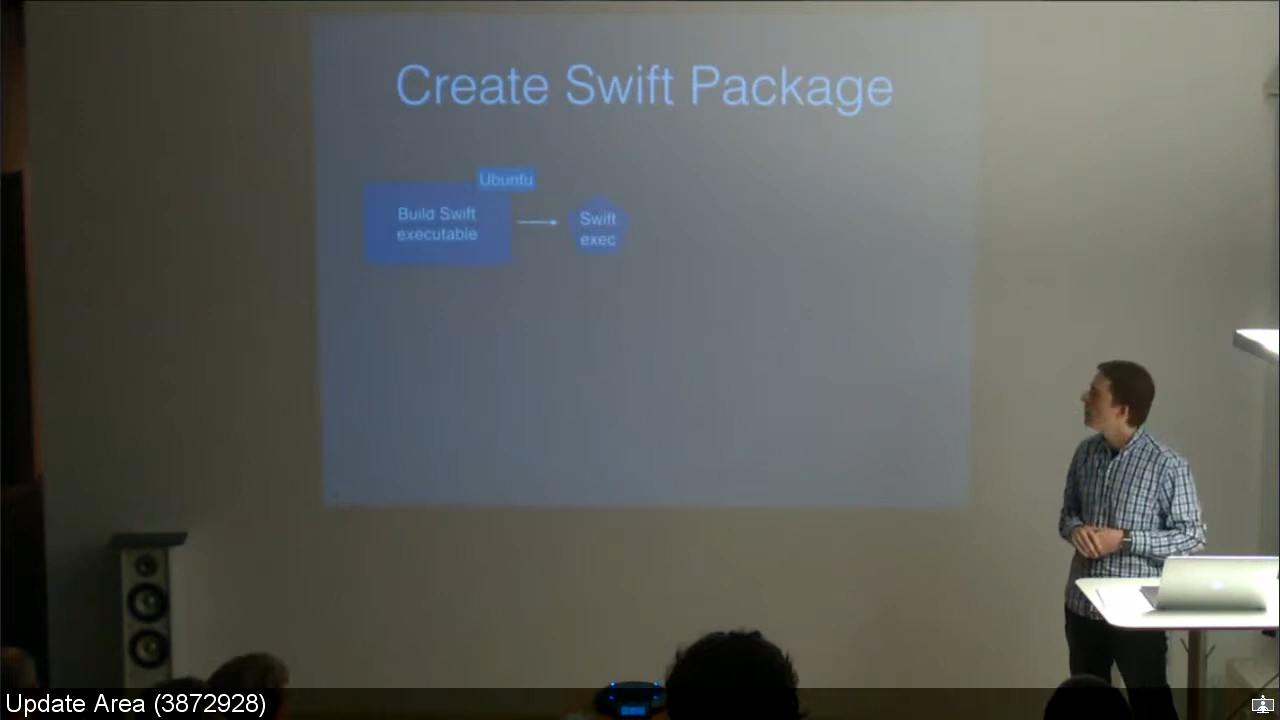 Create Swift Package
Ubuntu
Build Swift
executable
Swift
exec
Update Area (3872928)